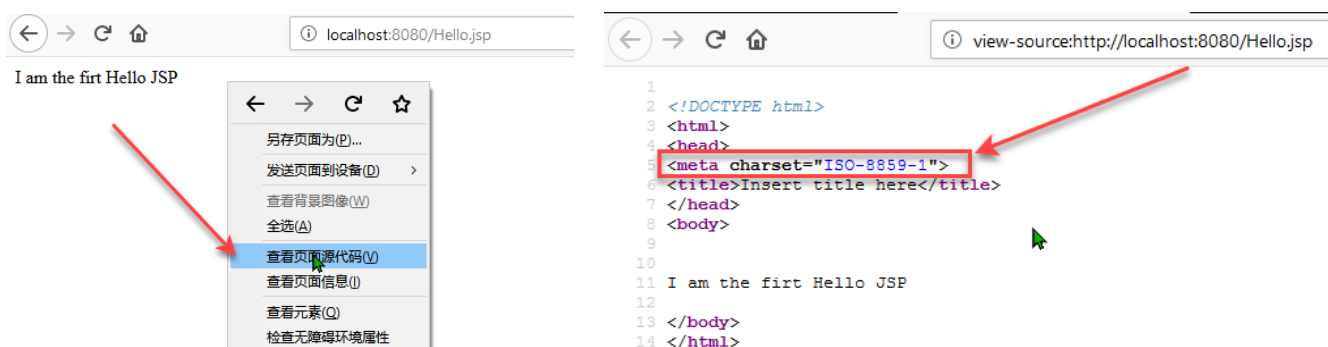 localhost:8080/Hello.jsp
I am the firt Hello JSP
另存页面为(P)...
发送页面到设备(D)
查看背景图像(W)
全选(A)
查看页面源代码(V)
查看页面信息(I)
查看元素(Q)
检查无障碍环境属性
view-source:http://localhost:8080/Hello.jsp
1
2 <!DOCTYPE html>
3 <html>
4 <head>
5 <meta charset="ISO-8859-1">
6 <title>Insert title here</title>
7 </head>
8 <body>
9
10
11 I am the firt Hello JSP
12
13 </body>
14 </html>